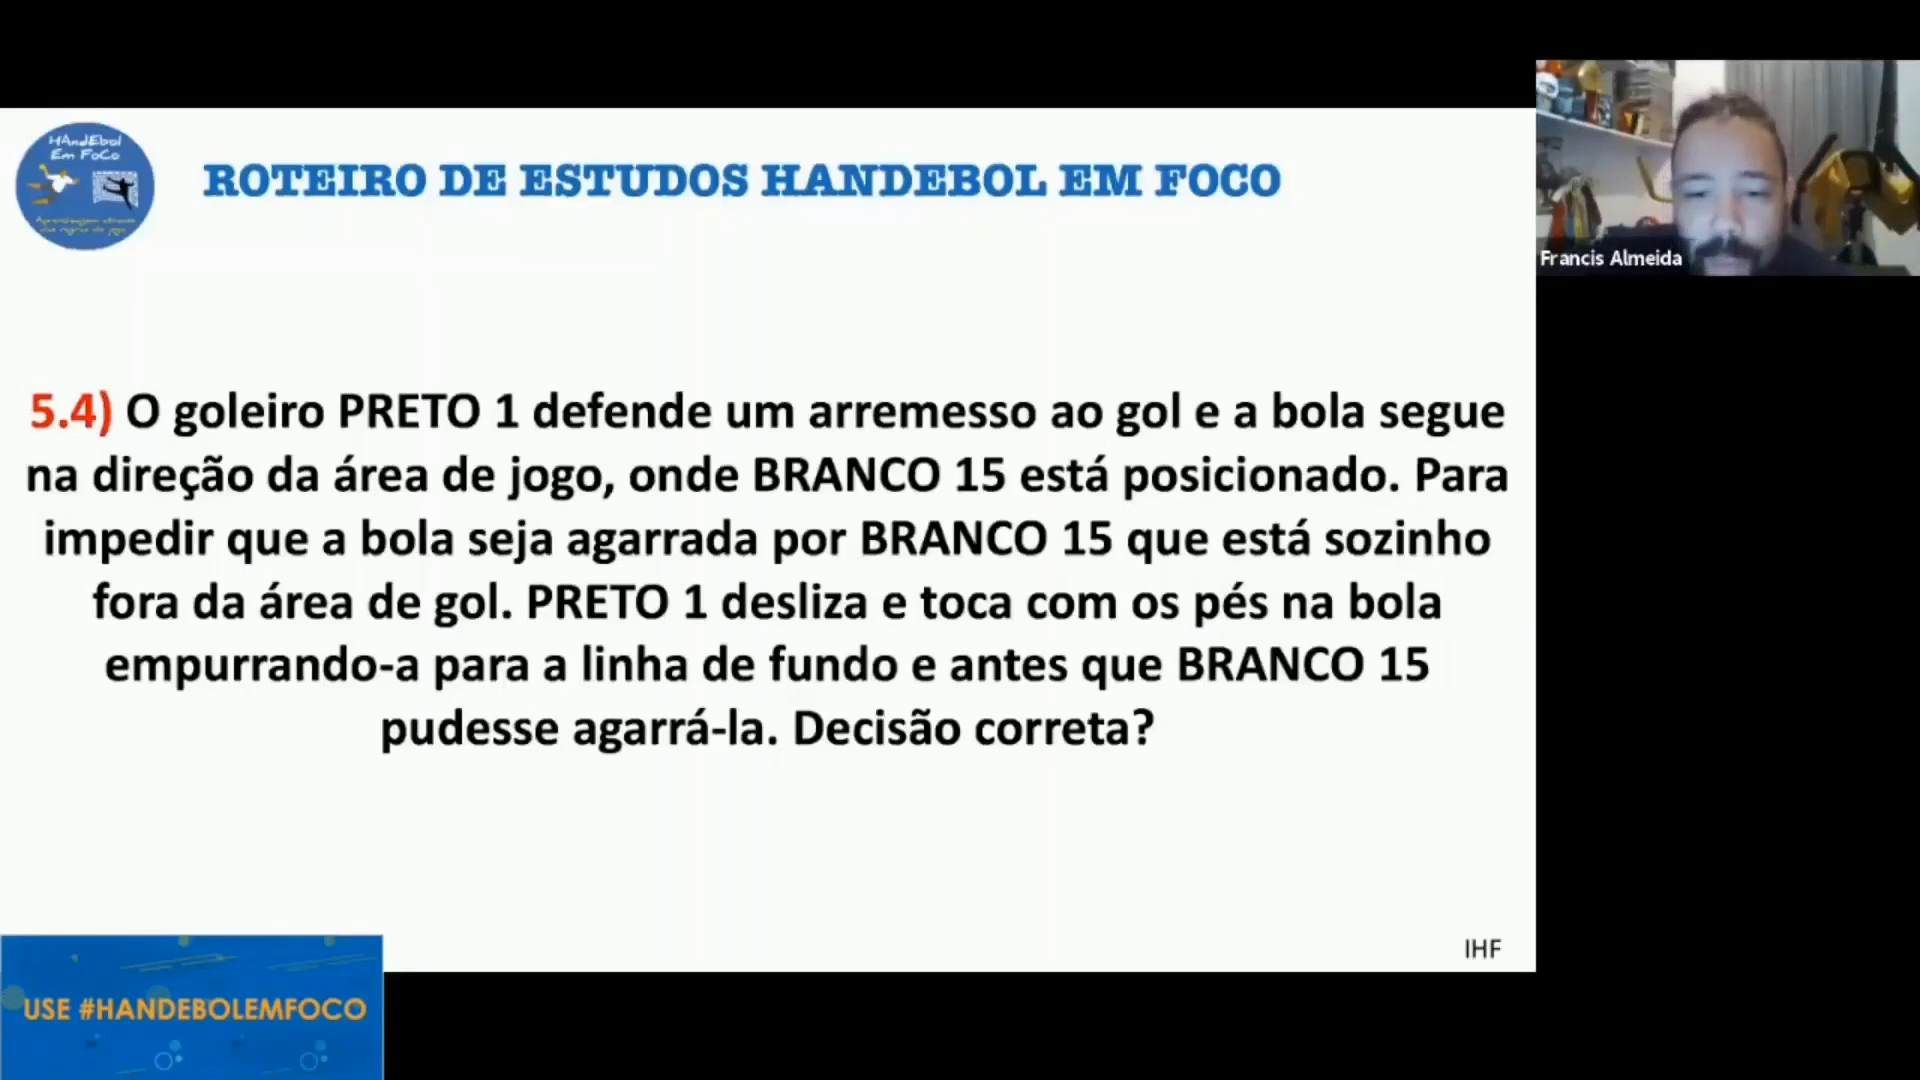 HAndEbol
Em FoCo
ROTEIRO DE ESTUDOS HANDEBOL EM FOCO
Francis Almeida
5.4) O goleiro PRETO 1 defende um arremesso ao gol e a bola segue
na direção da área de jogo, onde BRANCO 15 está posicionado. Para
impedir que a bola seja agarrada por BRANCO 15 que está sozinho
fora da área de gol. PRETO 1 desliza e toca com os pés na bola
empurrando-a para a linha de fundo e antes que BRANCO 15
pudesse agarrá-la. Decisão correta?
IHF
USE #HANDEBOLEMFOCO